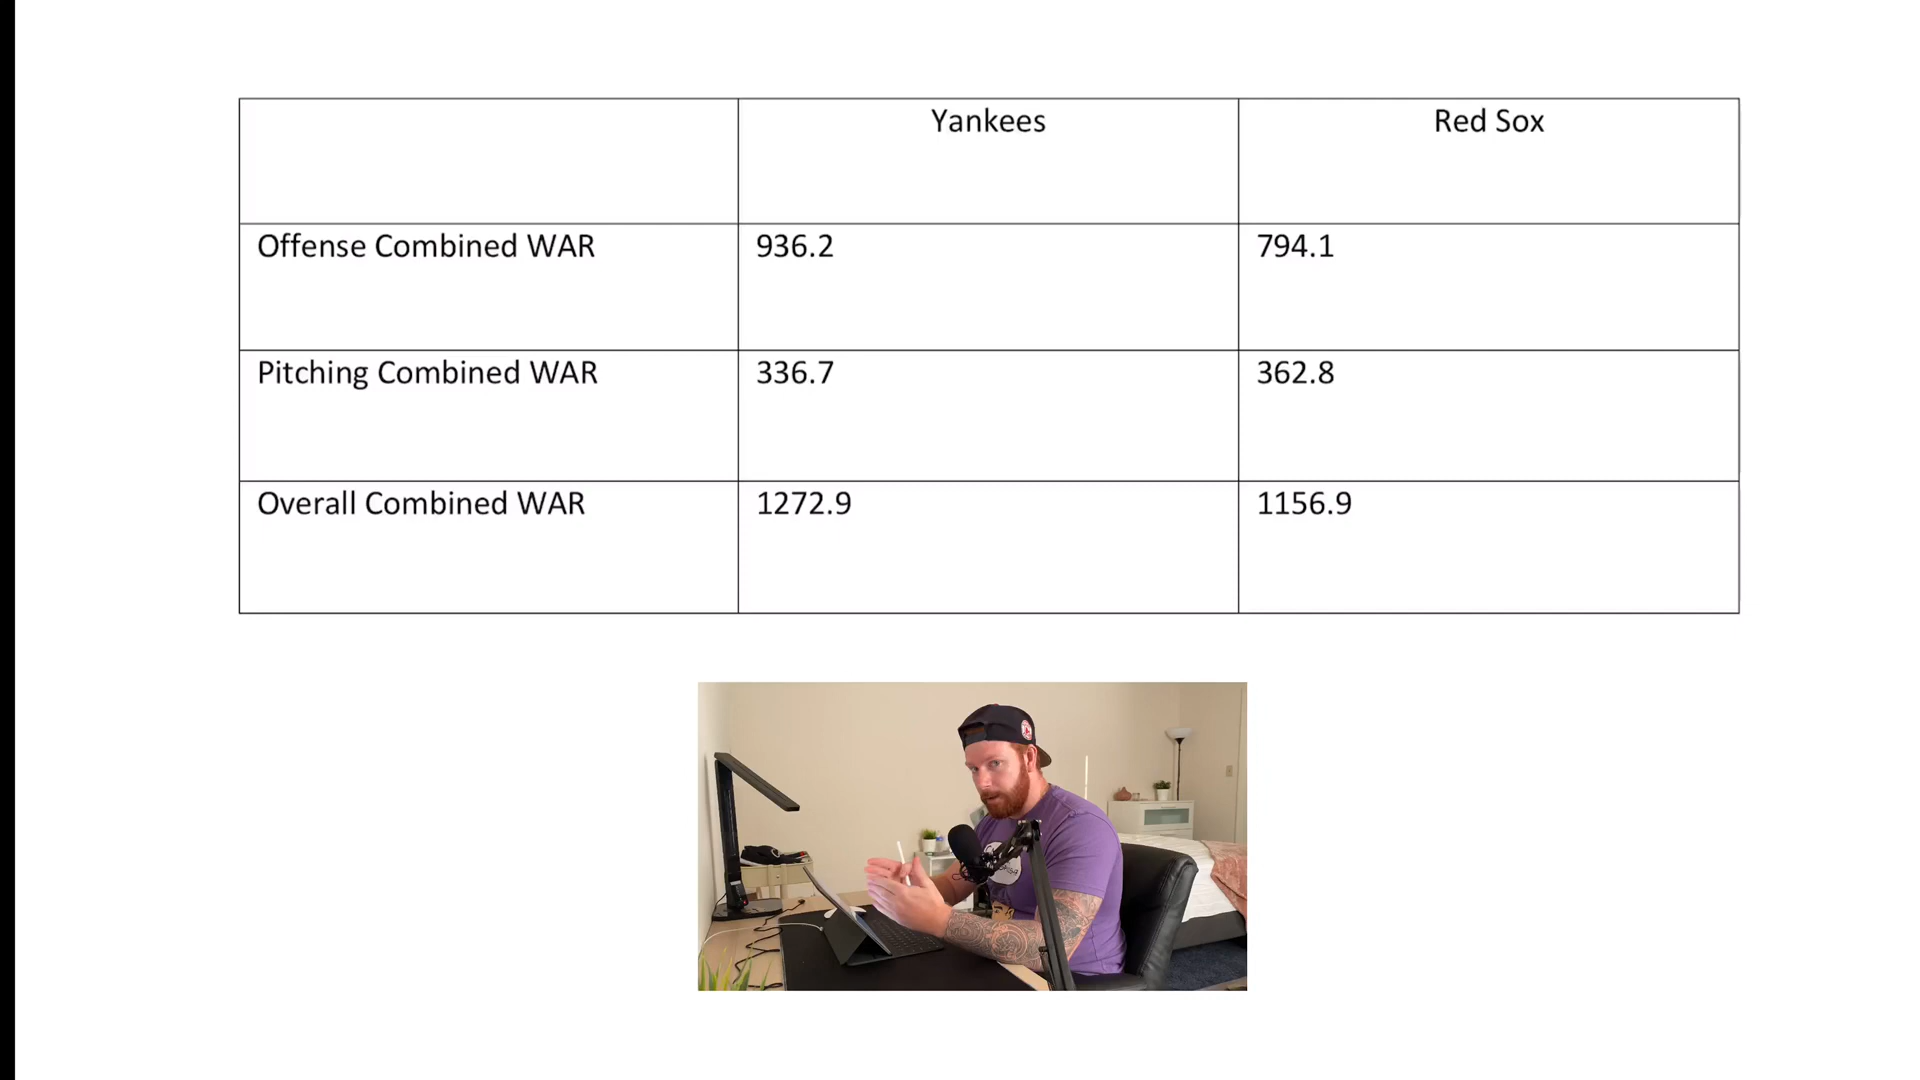 Yankees Red Sox
Offense Combined WAR 936.2 794.1
Pitching Combined WAR 336.7 362.8
Overall Combined WAR 1272.9 1156.9